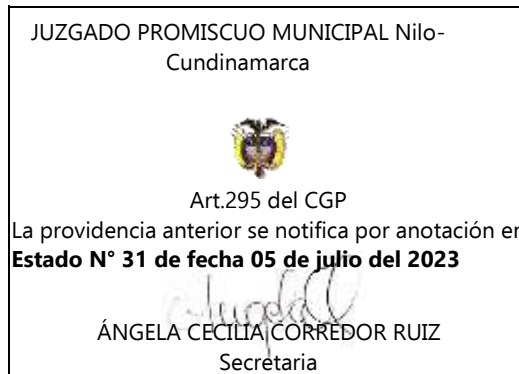 JUZGADO PROMISCUO MUNICIPAL Nilo-
Cundinamarca
Art.295 del CGP
La providencia anterior se notifica por anotación en
Estado N° 31 de fecha 05 de julio del 2023
ÁNGELA CECILIA CORREDOR RUIZ
Secretaria